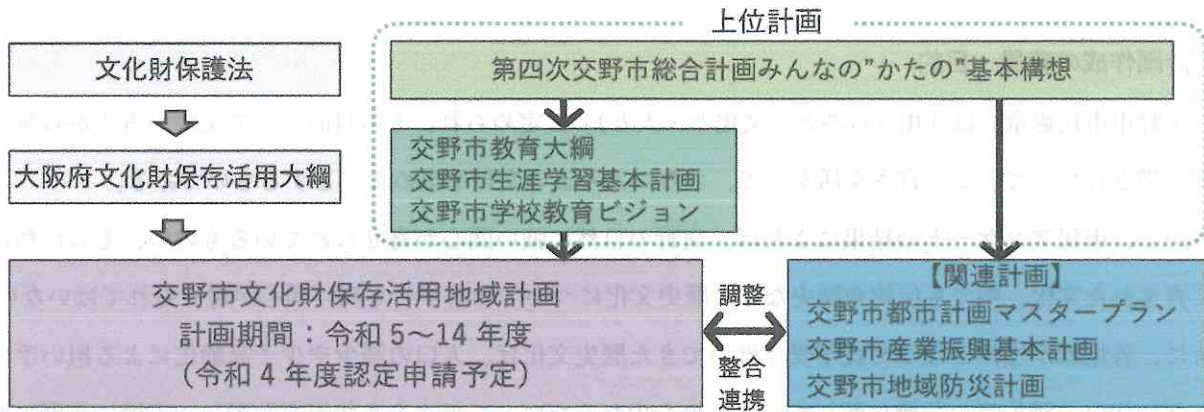 上位計画
文化財保護法
第四次交野市総合計画みんなの”かたの”基本構想
大阪府文化財保存活用大綱
交野市教育大綱
交野市生涯学習基本計画
交野市学校教育ビジョン
交野市文化財保存活用地域計画
計画期間：令和5～14年度
（令和4年度認定申請予定）
調整
整合
連携
【関連計画】
交野市都市計画マスタープラン
交野市産業振興基本計画
交野市地域防災計画